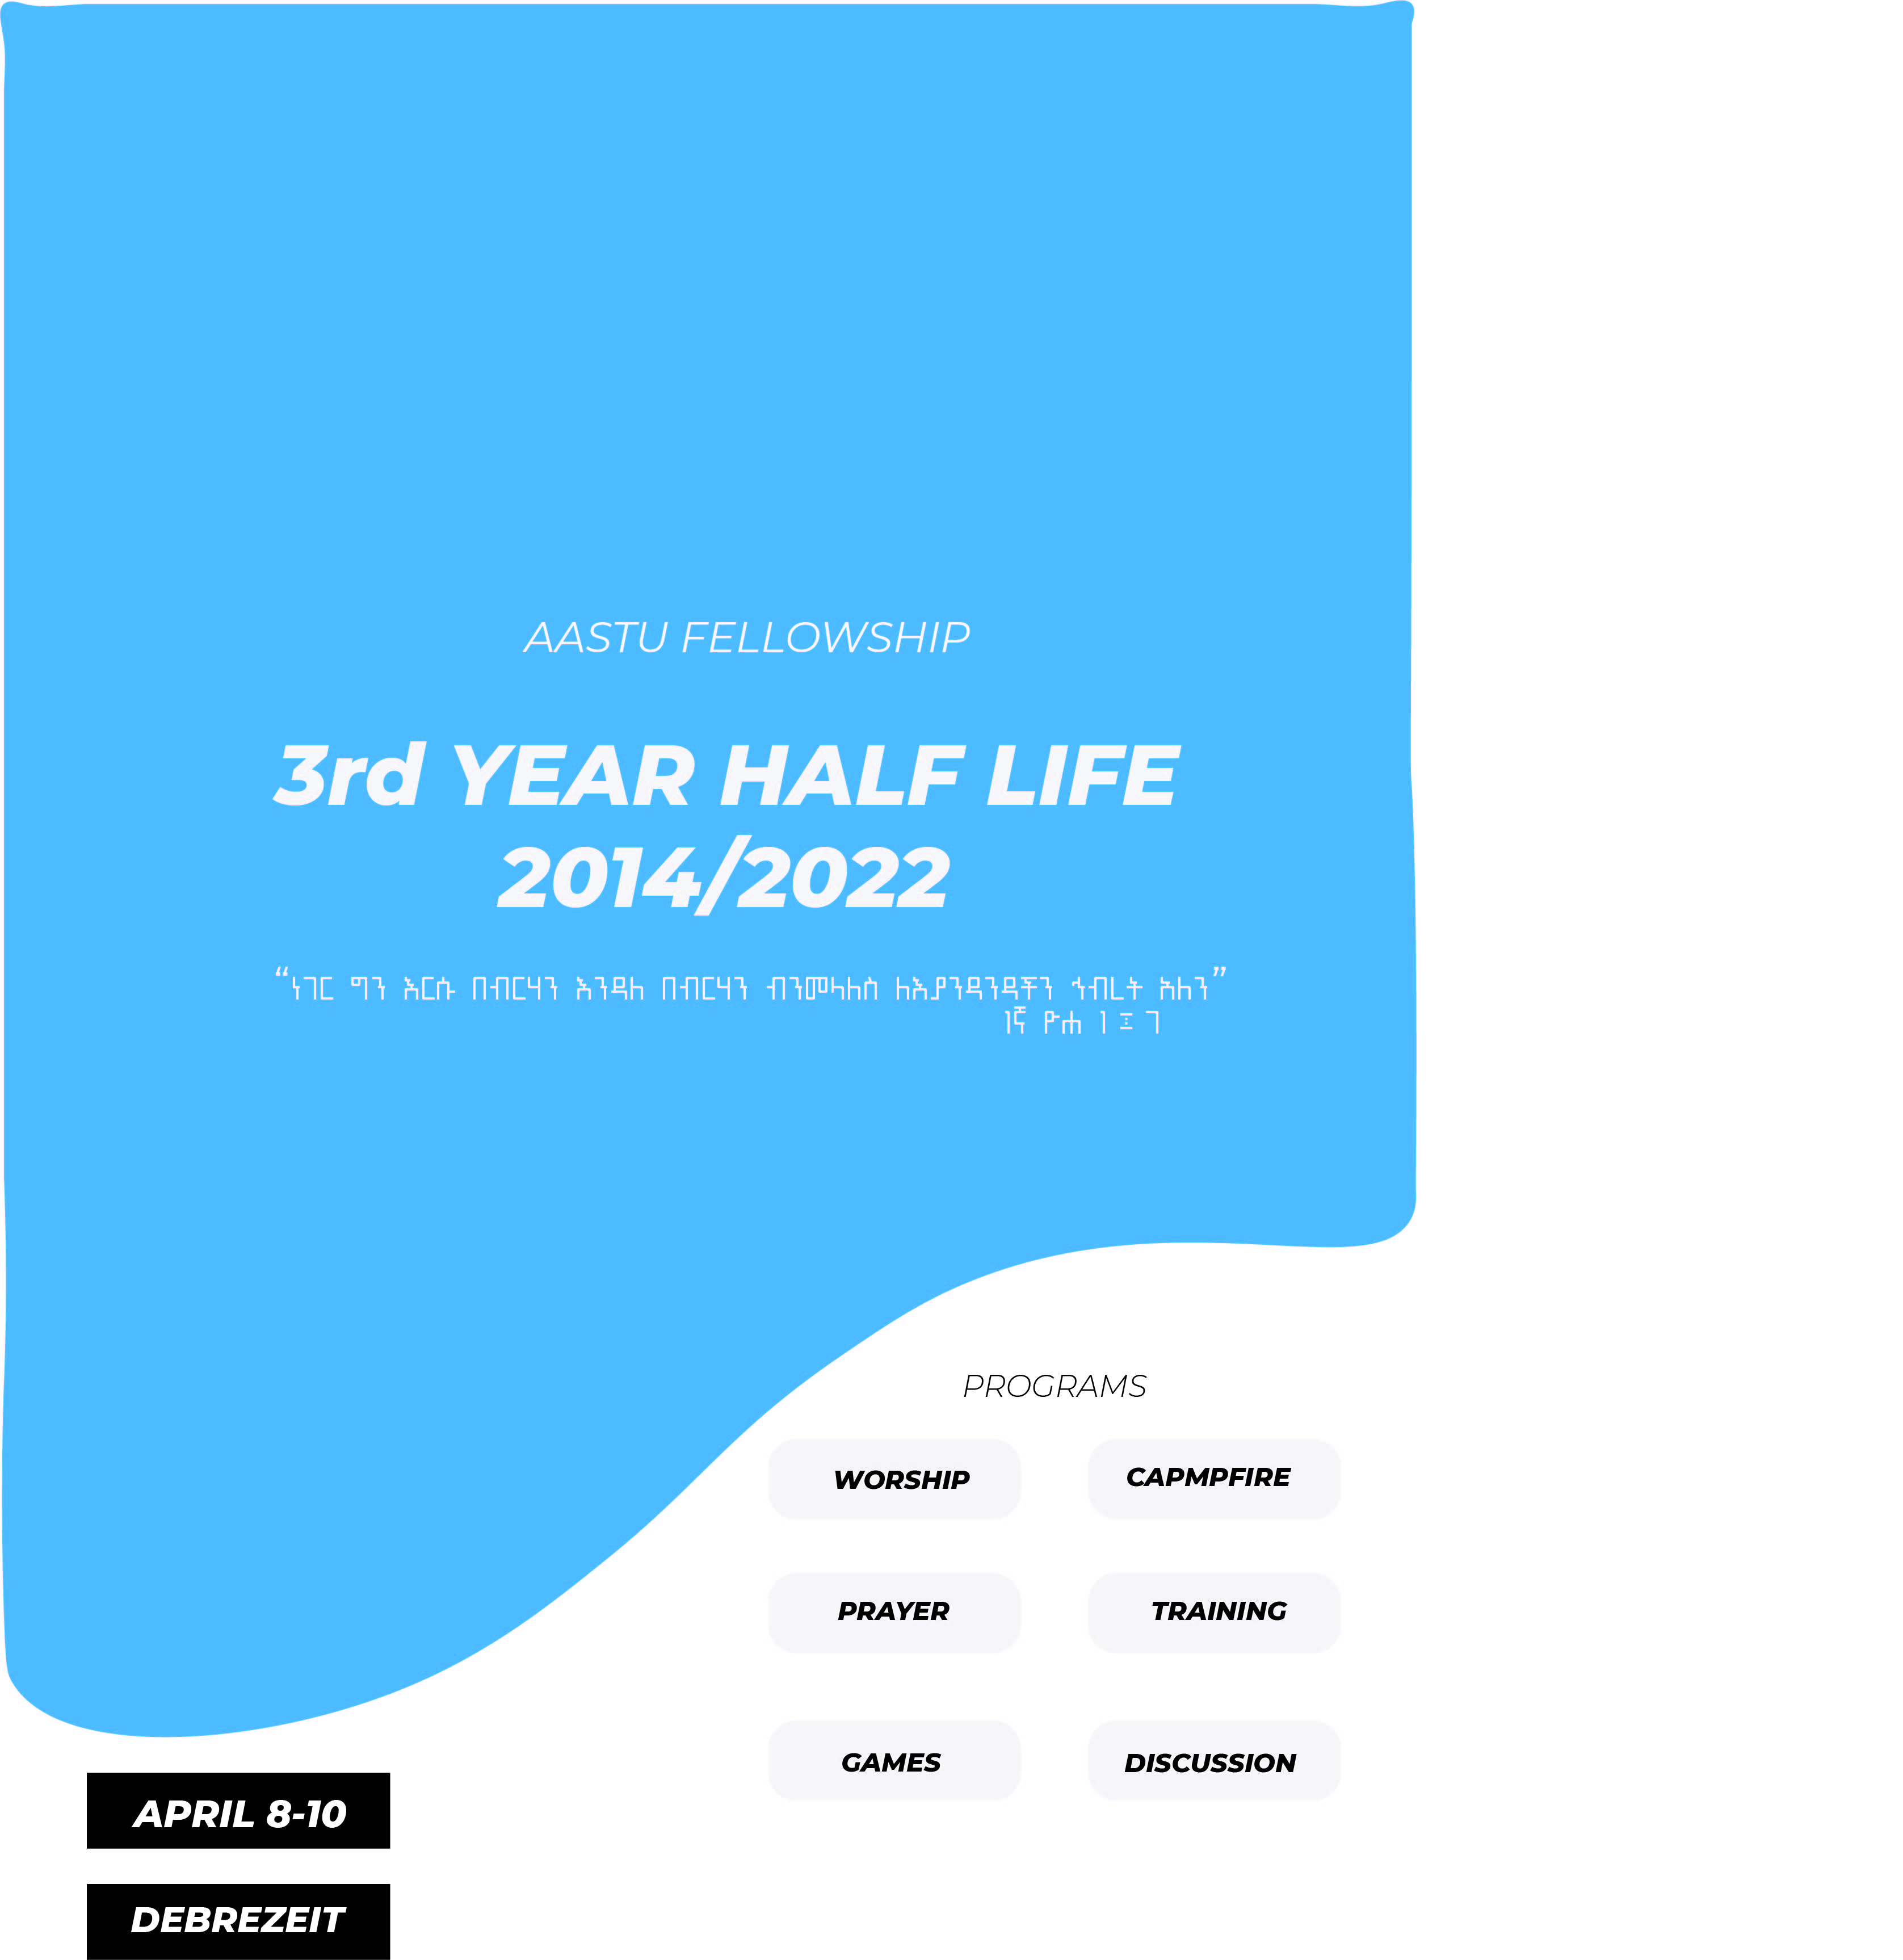 AASTU FELLOWSHIP
3rd YEAR HALF LIFE
2014/2022
“ነገር ግን እርሱ በብርሃን እንዳለ በብርሃን ብንመላለስ ለእያንዳንዳችን ኅብረት አለን”
1ኛ ዮሐ 1 ፤ 7
PROGRAMS
WORSHIP
CAPMPFIRE
PRAYER
TRAINING
GAMES
DISCUSSION
APRIL 8-10
DEBREZEIT